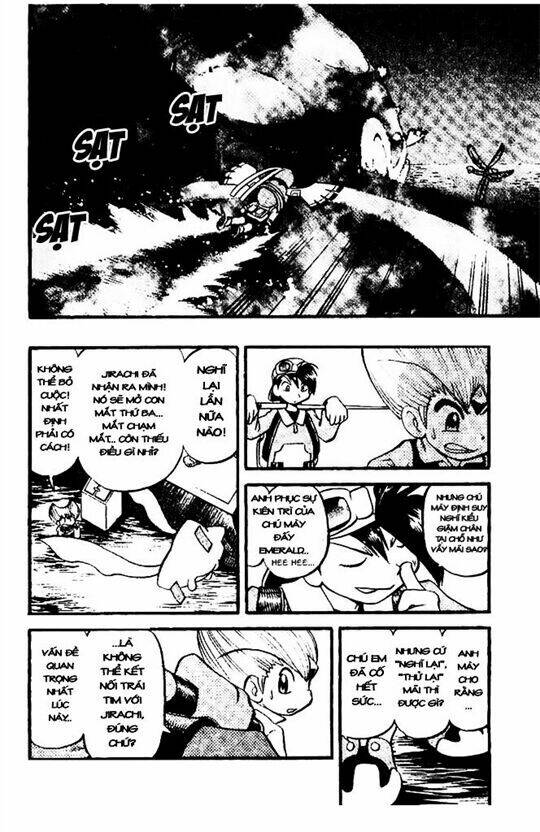 SẠT
SẠT
SẠT
NHƯNG CHÚ
MÀY ĐỊNH SUY
NGHĨ KIỂU
GIẬM CHÂN
TẠI CHỖ NHƯ
VẬY MÃI SAO?
ANH PHỤC SỰ
KIÊN TRÌ CỦA
CHÚ MÀY
ĐẤY
EMERALD..
HEE HEE...
NGHĨ
LẠI
LẦN
NỮA
NÀO!
JIRACHI ĐÃ
NHẬN RA MÌNH!
NÓ SẼ MỞ CON
MẮT THỨ BA...
MẮT CHẠM
MẮT... CÒN THIẾU
ĐIỀU GÌ NHỈ?
KHÔNG
THỂ BỎ
CUỘC!
NHẤT
ĐỊNH
PHẢI CÓ
CÁCH!
ANH
MÀY
CHO
RẰNG
...
NHƯNG CỨ
"NGHĨ LẠI",
"THỬ LẠI"
MÃI THÌ
ĐƯỢC GÌ?
CHÚ EM
ĐÃ CÓ
HẾT
SỨC...
...LÀ
KHÔNG
THỂ KẾT
NỐI TRÁI
TIM VỚI
JIRACHI,
ĐÚNG
CHỨ?
VẤN ĐỀ
QUAN
TRỌNG
NHẤT
LÚC
NÀY..